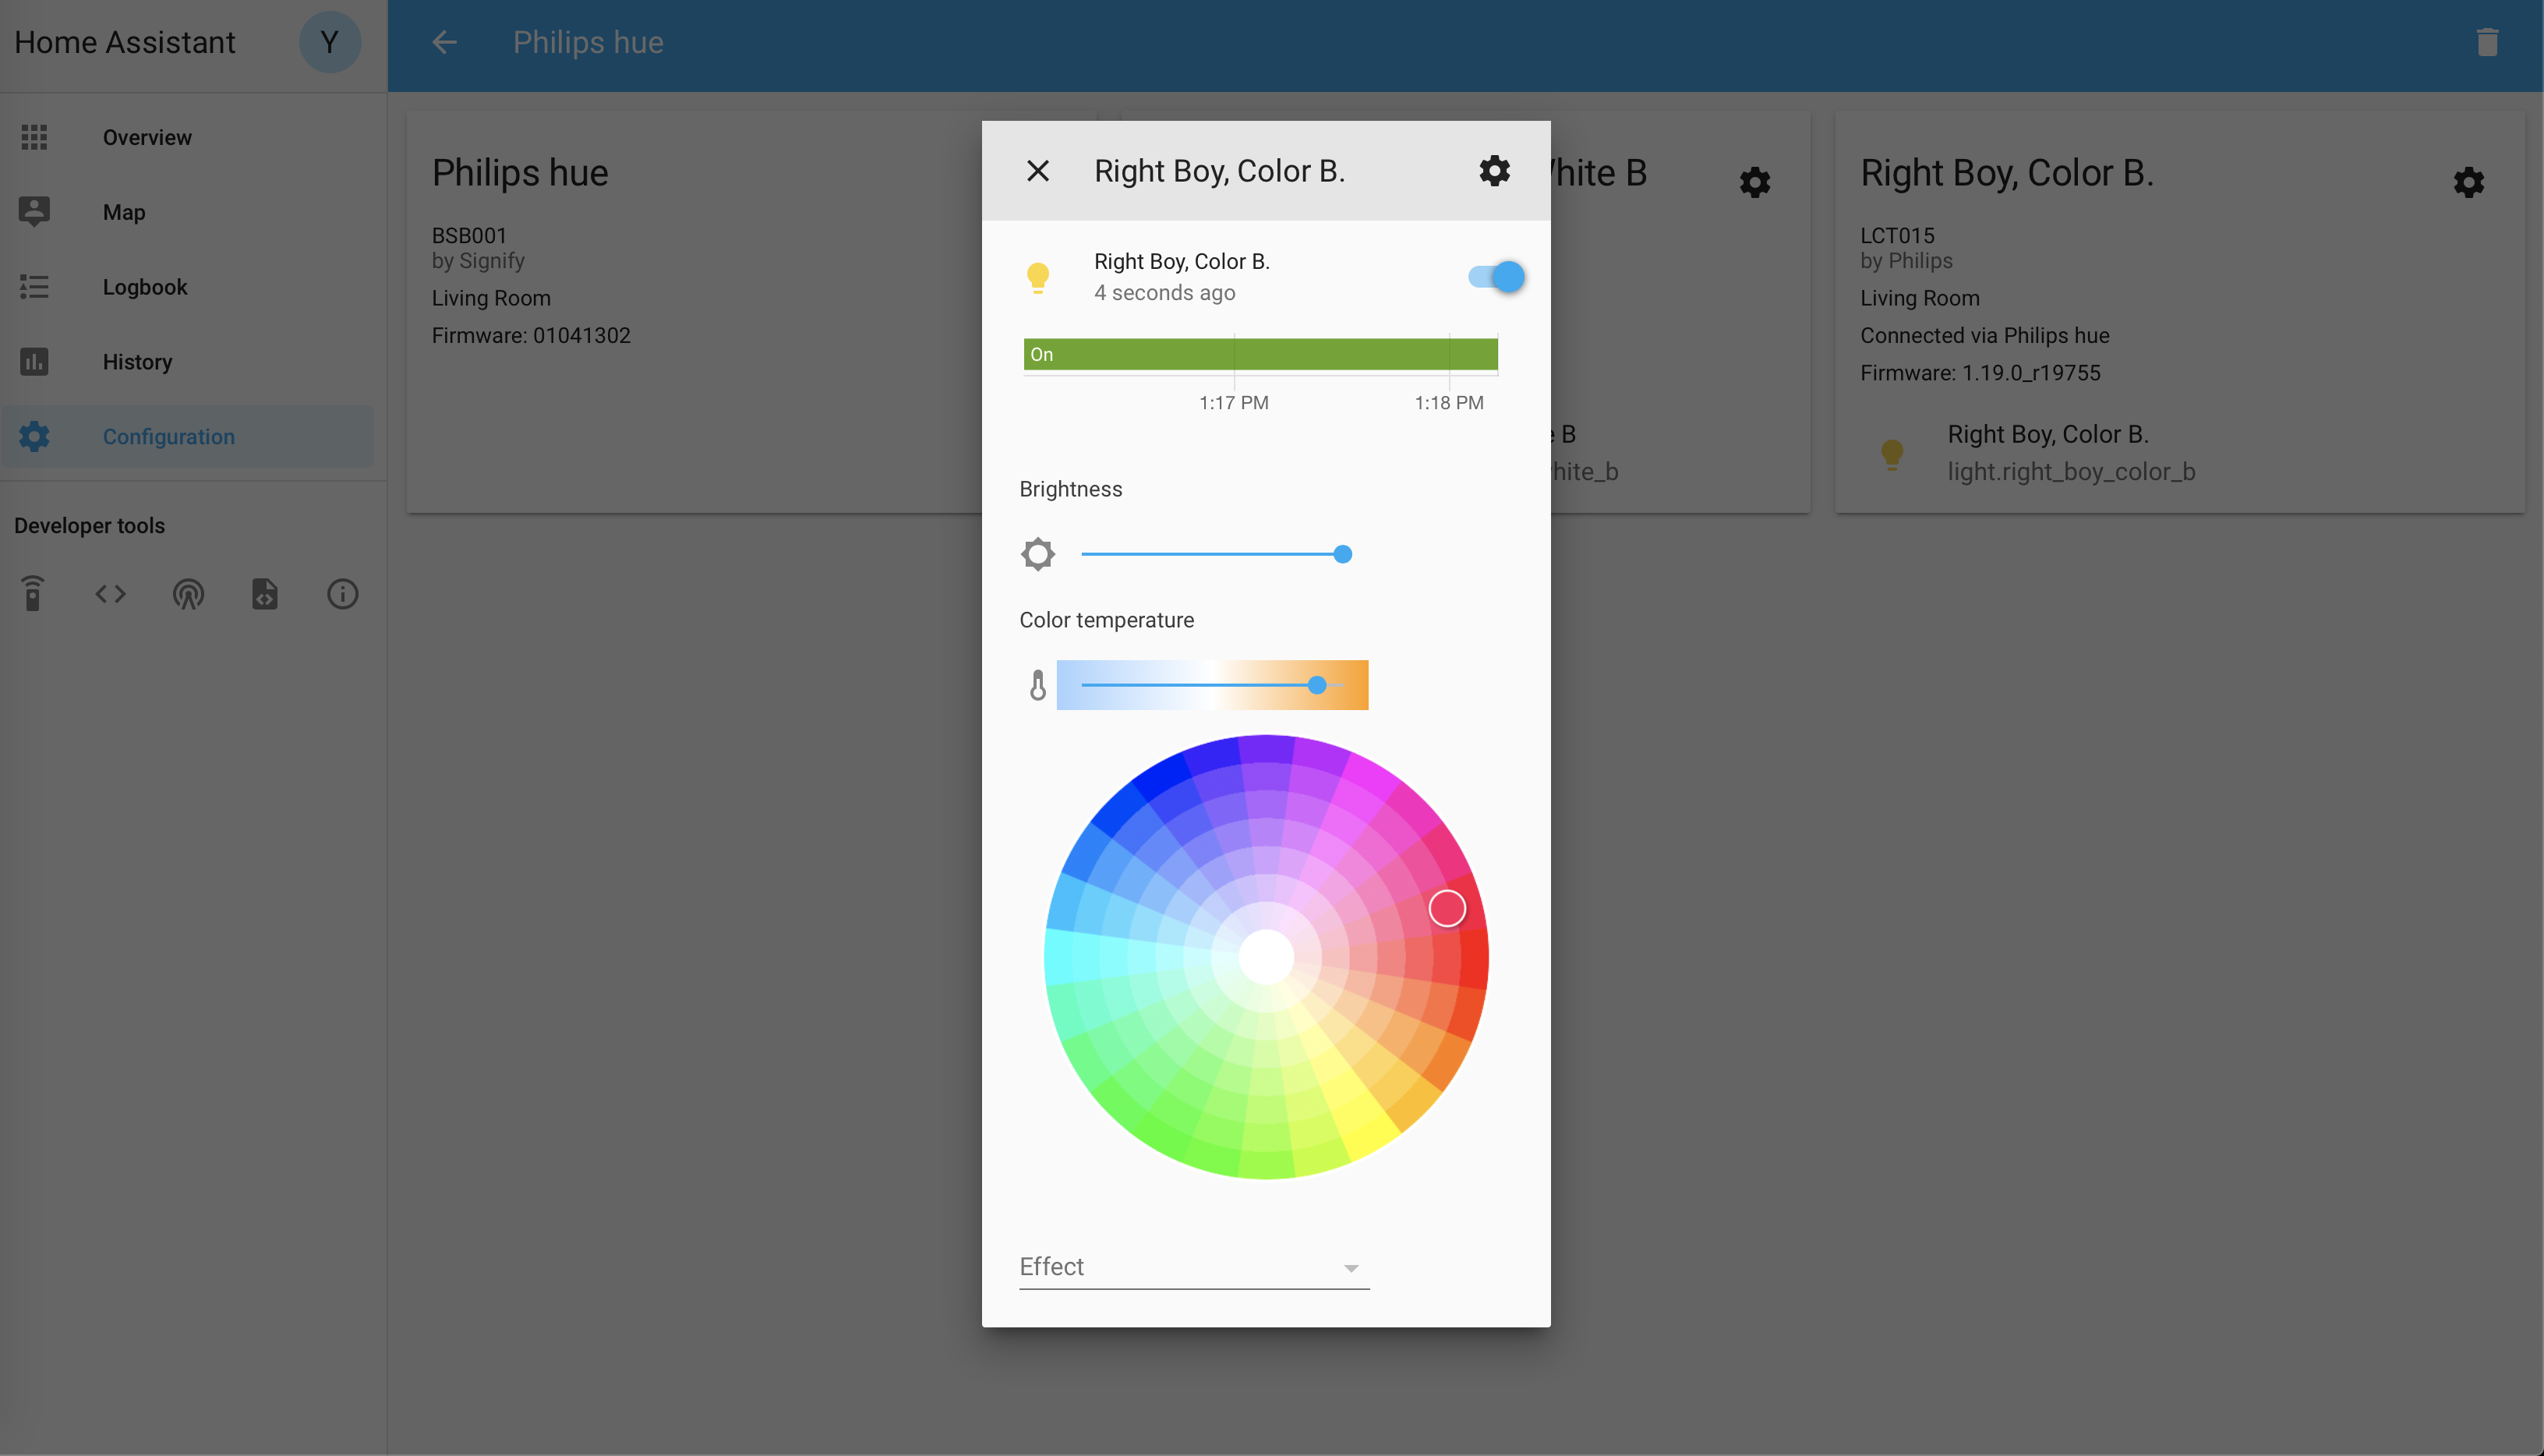 Home Assistant
Y
Philips hue
Overview
Map
Logbook
History
Configuration
Developer tools
Philips hue
BSB001
by Signify
Living Room
Firmware: 01041302
Right Boy, Color B.
Right Boy, Color B.
4 seconds ago
On
1:17 PM
1:18 PM
Brightness
Color temperature
Effect
hite B
e B
hite_b
Right Boy, Color B.
LCT015
by Philips
Living Room
Connected via Philips hue
Firmware: 1.19.0_r19755
Right Boy, Color B.
light.right_boy_color_b